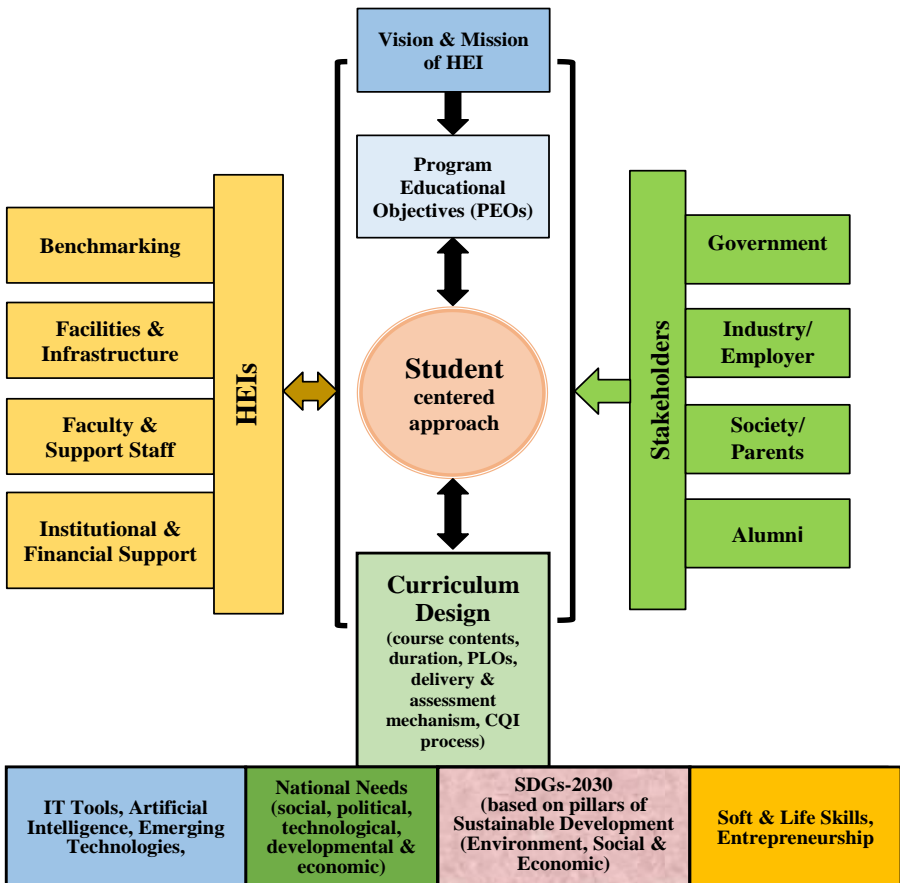 Vision & Mission
of HEI
Program
Educational
Objectives (PEOs)
Benchmarking
Facilities &
Infrastructure
Faculty &
Support Staff
Institutional &
Financial Support
HEIs
Student
centered
approach
Stakeholders
Government
Industry/
Employer
Society/
Parents
Alumni
Curriculum
Design
(course contents,
duration, PLOs,
delivery &
assessment
mechanism, CQI
process)
IT Tools, Artificial
Intelligence, Emerging
Technologies,
National Needs
(social, political,
technological,
developmental &
economic)
SDGs-2030
(based on pillars of
Sustainable Development
(Environment, Social &
Economic)
Soft & Life Skills,
Entrepreneurship